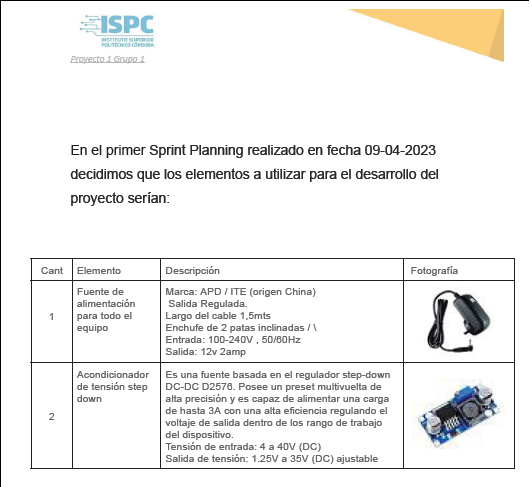 ISPC
INSTITUTO SUPERIOR
POLITÉCNICO CÓRDOBA
Proyecto 1 Grupo 1
En el primer Sprint Planning realizado en fecha 09-04-2023
decidimos que los elementos a utilizar para el desarrollo del
proyecto serían:
Cant Elemento Descripción Fotografía
1
Fuente de
alimentación
para todo el
equipo
Marca: APD / ITE (origen China)
Salida Regulada.
Largo del cable 1,5mts
Enchufe de 2 patas inclinadas / \
Entrada: 100-240V , 50/60Hz
Salida: 12v 2amp
2
Acondicionador
de tensión step
down
Es una fuente basada en el regulador step-down
DC-DC D2576. Posee un preset multivuelta de
alta precisión y es capaz de alimentar una carga
de hasta 3A con una alta eficiencia regulando el
voltaje de salida dentro de los rango de trabajo
del dispositivo.
Tensión de entrada: 4 a 40V (DC)
Salida de tensión: 1.25V a 35V (DC) ajustable